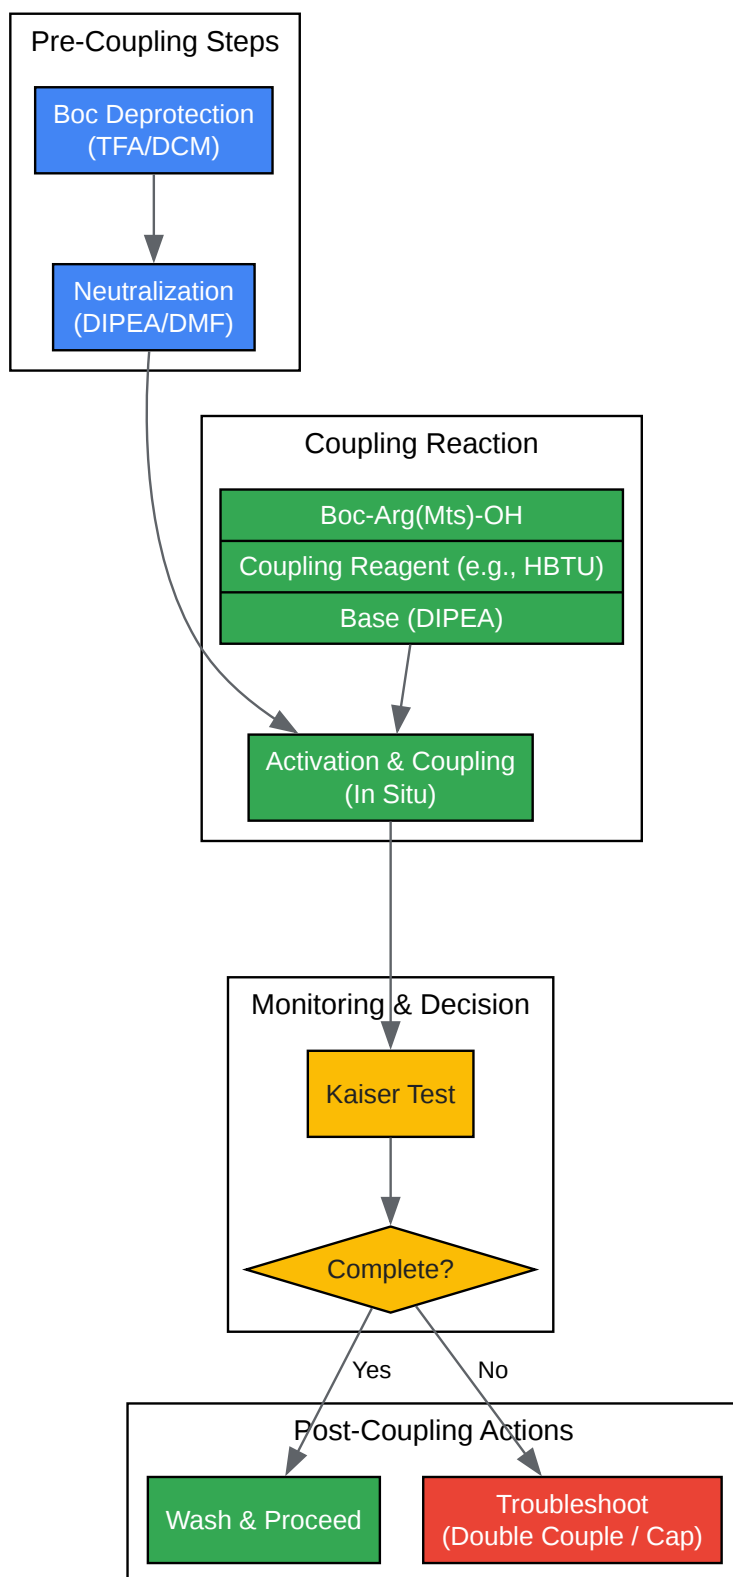 Pre-Coupling Steps
Boc Deprotection
(TFA/DCM)
Neutralization
(DIPEA/DMF)
Coupling Reaction
Boc-Arg(Mts)-OH
Coupling Reagent (e.g., HBTU)
Base (DIPEA)
Activation & Coupling
(In Situ)
Monitoring & Decision
Kaiser Test
Complete?
Yes
No
Post-Coupling Actions
Wash & Proceed
Troubleshoot
(Double Couple / Cap)